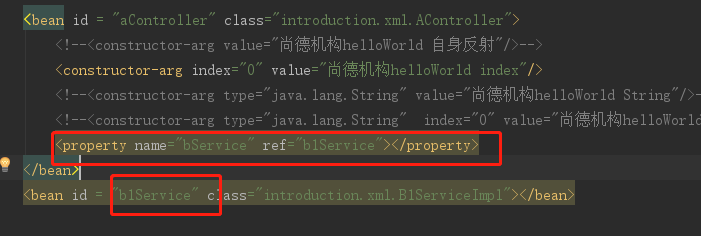 <bean id = "aController" class="introduction.xml.AController">
<!--<constructor-arg value="尚德机构helloWorld 自身反射"/>-->
<constructor-arg index="0" value="尚德机构helloWorld index"/>
<!--<constructor-arg type="java.lang.String" value="尚德机构helloWorld String"/>--
<!--<constructor-arg type="java.lang.String"  index="0" value="尚德机构helloWorld
<property name="bService" ref="b1Service"></property>
</bean>
<bean id = "b1Service" class="introduction.xml.B1ServiceImpl"></bean>